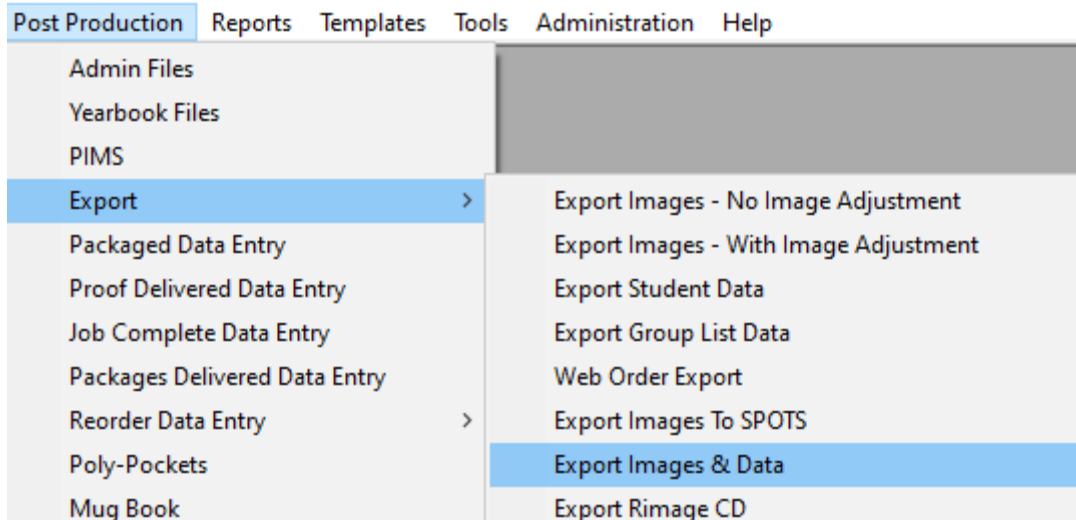 Post Production Reports Templates Tools Administration Help
Admin Files
Yearbook Files
PIMS
Export >
Packaged Data Entry
Proof Delivered Data Entry
Job Complete Data Entry
Packages Delivered Data Entry
Reorder Data Entry >
Poly-Pockets
Mug Book
Export Images - No Image Adjustment
Export Images - With Image Adjustment
Export Student Data
Export Group List Data
Web Order Export
Export Images To SPOTS
Export Images & Data
Export Rimage CD